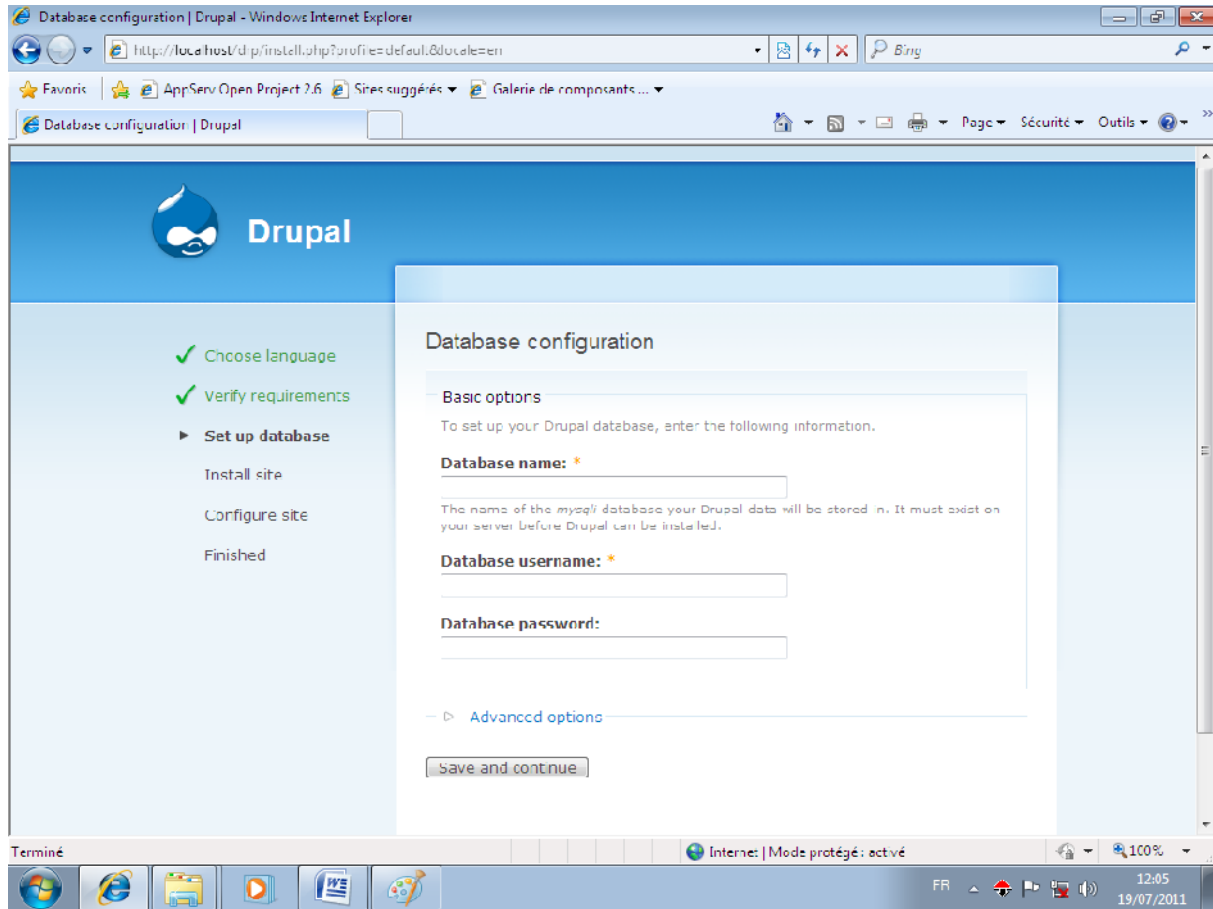 Database configuration | Drupal - Windows Internet Explorer
http://localhost/drp/install.php?profile=default&locale=en
Bing
Favoris AppServ Open Project 2.6 Sites suggérés Galerie de composants ...
Database configuration | Drupal
Page Sécurité Outils »
Drupal
Database configuration
Choose language
Verify requirements
Set up database
Install site
Configure site
Finished
Basic options
To set up your Drupal database, enter the following information.
Database name: *
The name of the mysqli database your Drupal data will be stored in. It must exist on
your server before Drupal can be installed.
Database username: *
Database password:
Advanced options
Save and continue
Terminé Internet | Mode protégé : activé 100%
FR 12:05
19/07/2011